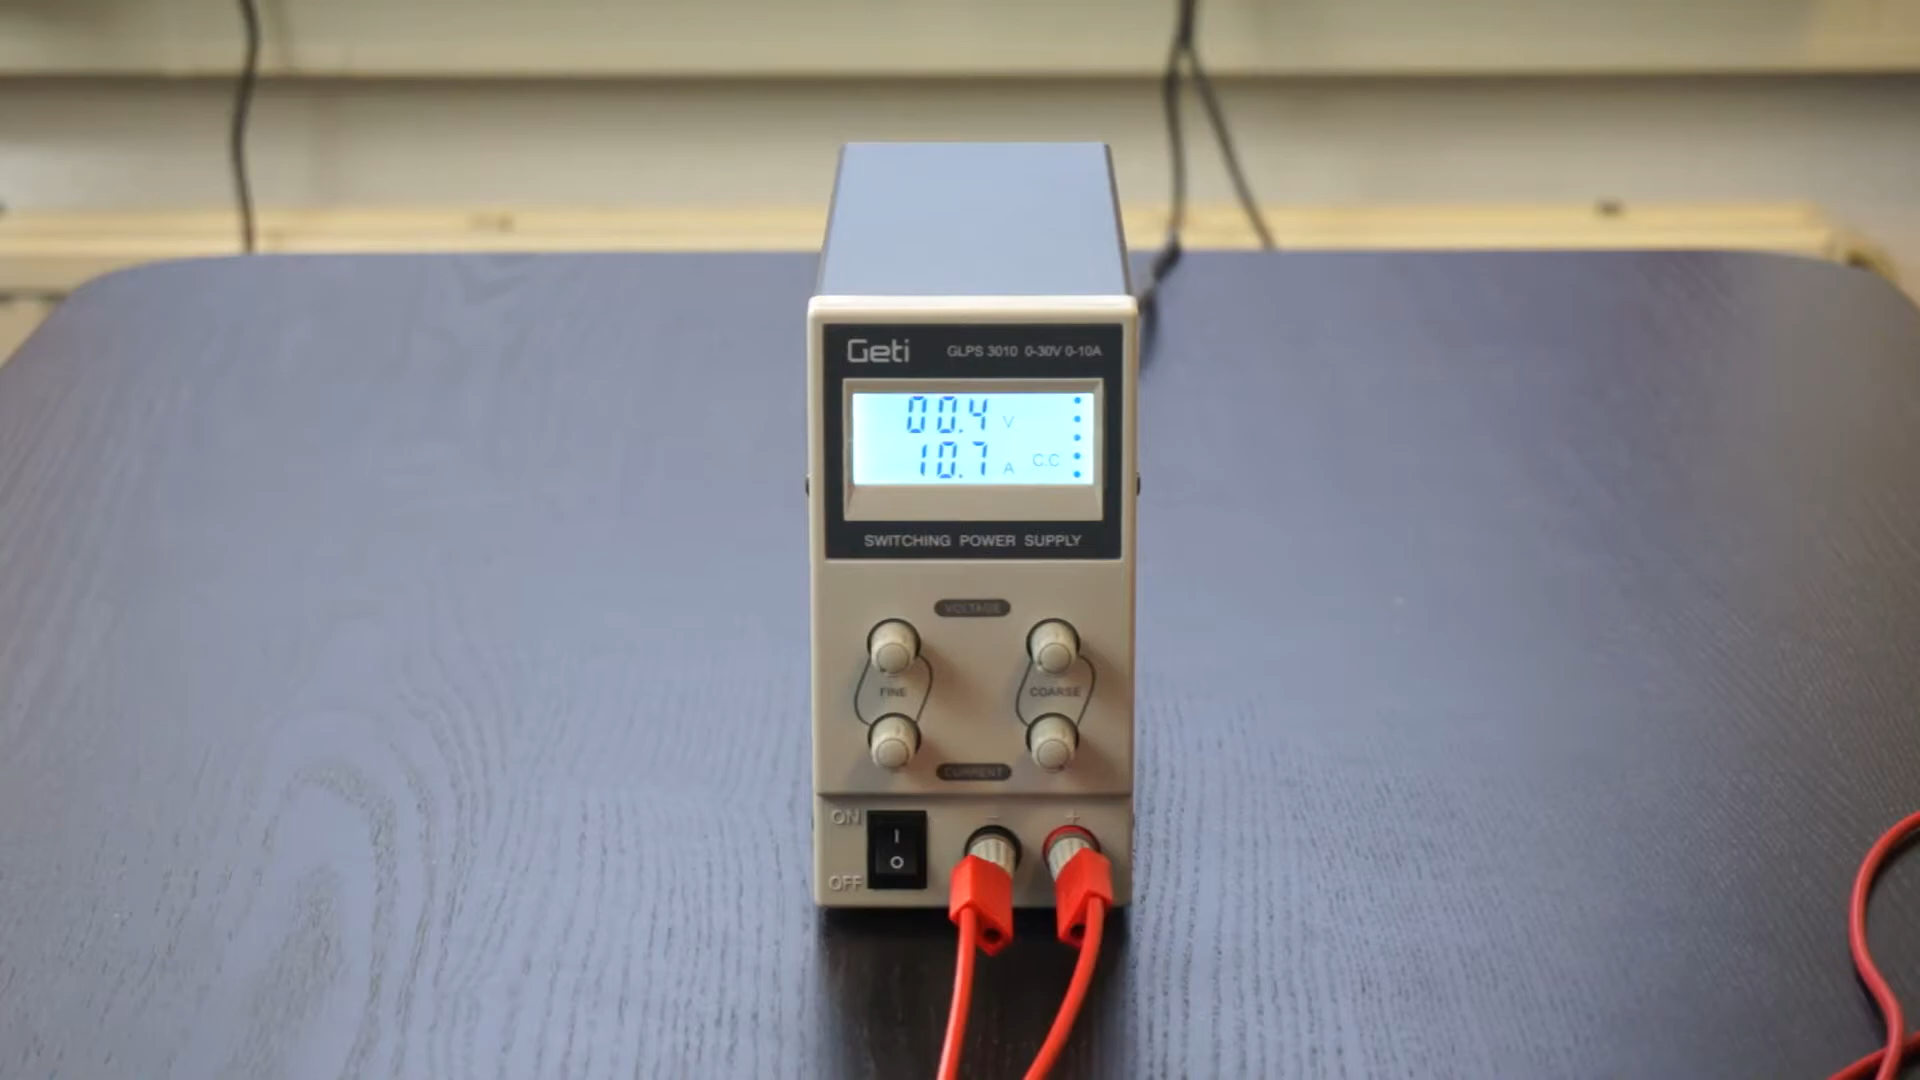 Geti GLPS 3010 0-30V 0-10A
00.4 V
10.7 A C.C
SWITCHING POWER SUPPLY
VOLTAGE
FINE COARSE
CURRENT
ON
- +
I
O
OFF